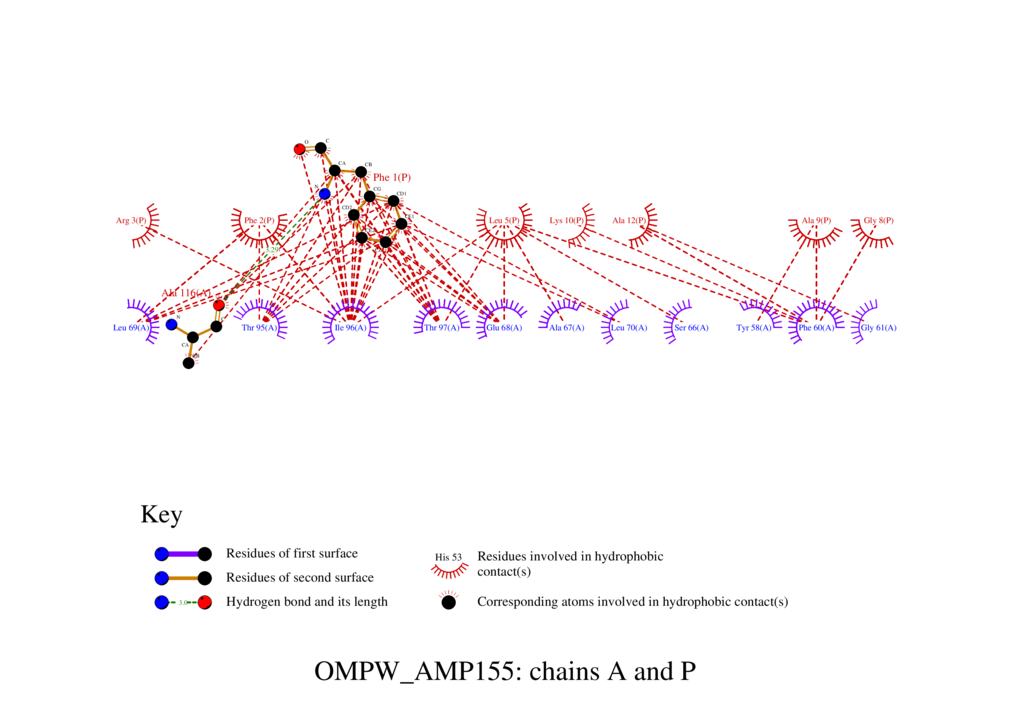 O
C
CA
CB
Phe 1(P)
N
CG
CD1
CD2
Arg 3(P)
Phe 2(P)
Leu 5(P)
Lys 10(P)
Ala 12(P)
Ala 9(P)
Gly 8(P)
3.29
Ala 116(A)
N
CA
Leu 69(A)
Thr 95(A)
Ile 96(A)
Thr 97(A)
Glu 68(A)
Ala 67(A)
Leu 70(A)
Ser 66(A)
Tyr 58(A)
Phe 60(A)
Gly 61(A)
Key
Residues of first surface
Residues of second surface
3.0
Hydrogen bond and its length
His 53
Residues involved in hydrophobic
contact(s)
Corresponding atoms involved in hydrophobic contact(s)
OMPW_AMP155: chains A and P